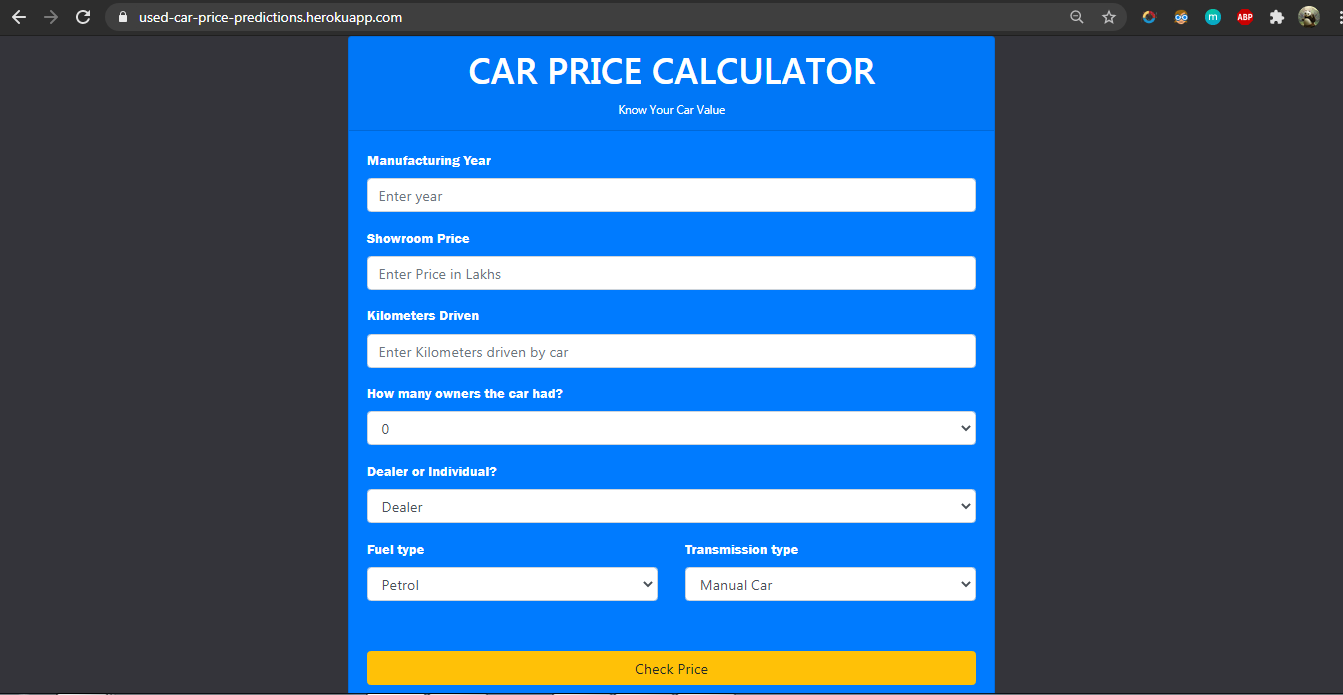 used-car-price-predictions.herokuapp.com
m
ABP
CAR PRICE CALCULATOR
Know Your Car Value
Manufacturing Year
Enter year
Showroom Price
Enter Price in Lakhs
Kilometers Driven
Enter Kilometers driven by car
How many owners the car had?
0
Dealer or Individual?
Dealer
Fuel type
Transmission type
Petrol
Manual Car
Check Price